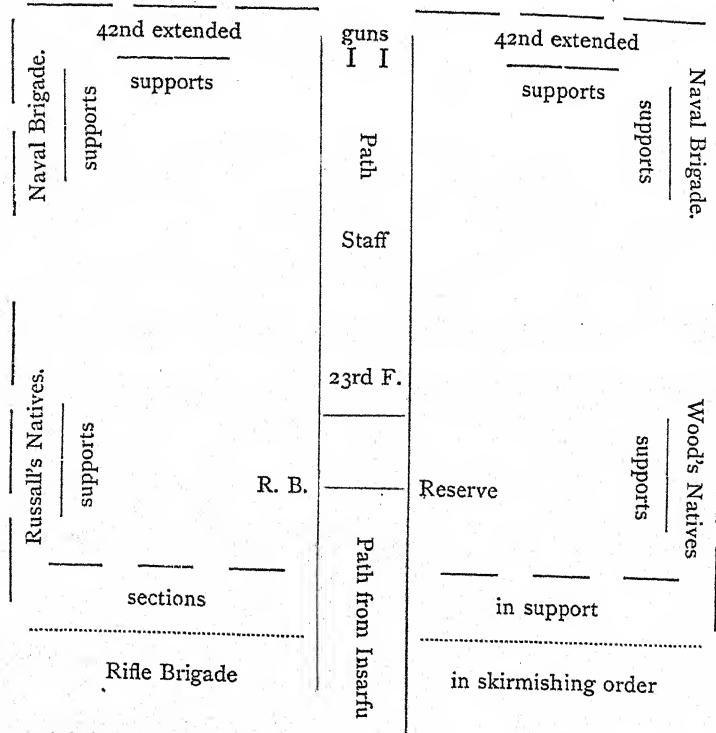 42nd extended
guns
42nd extended
I I
supports
supports
Naval Brigade.
supports
Path
supports
Naval Brigade.
Staff
23rd F.
Russall's Natives.
supports
R. B.
Reserve
supports
Wood's Natives
Path from Insarfu
sections
in support
Rifle Brigade
in skirmishing order